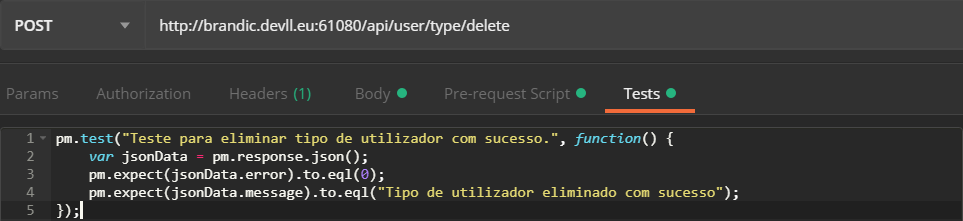 POST http://brandic.devll.eu:61080/api/user/type/delete
Params Authorization Headers (1) Body Pre-request Script Tests
1 pm.test("Teste para eliminar tipo de utilizador com sucesso.", function() {
2 var jsonData = pm.response.json();
3 pm.expect(jsonData.error).to.eql(0);
4 pm.expect(jsonData.message).to.eql("Tipo de utilizador eliminado com sucesso");
5 });